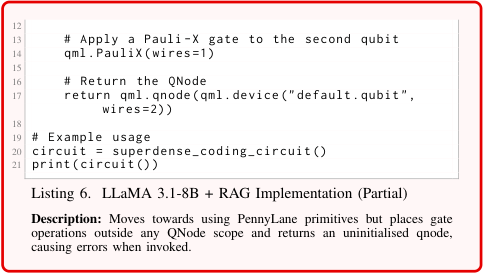 12
13 # Apply a Pauli-X gate to the second qubit
14 qml.PauliX(wires=1)
15
16 # Return the QNode
17 return qml.qnode(qml.device("default.qubit",
wires=2))
18
19 # Example usage
20 circuit = superdense_coding_circuit()
21 print(circuit())
Listing 6. LLaMA 3.1-8B + RAG Implementation (Partial)
Description: Moves towards using PennyLane primitives but places gate
operations outside any QNode scope and returns an uninitialised qnode,
causing errors when invoked.